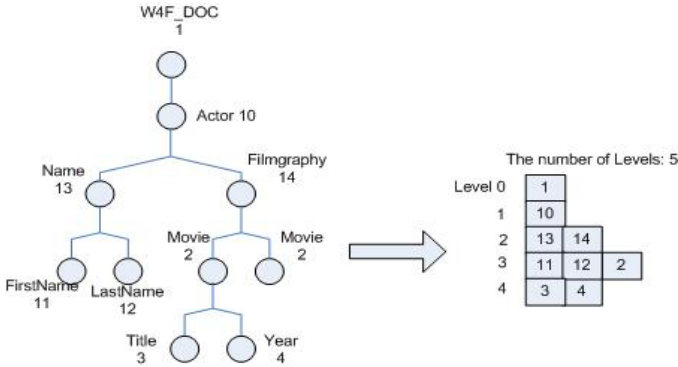 W4F_DOC
1
Actor 10
Name
13
Filmgraphy
14
Movie
2
Movie
2
FirstName
11
LastName
12
Title
3
Year
4
The number of Levels: 5
Level 0 1
1 10
2 13 14
3 11 12 2
4 3 4